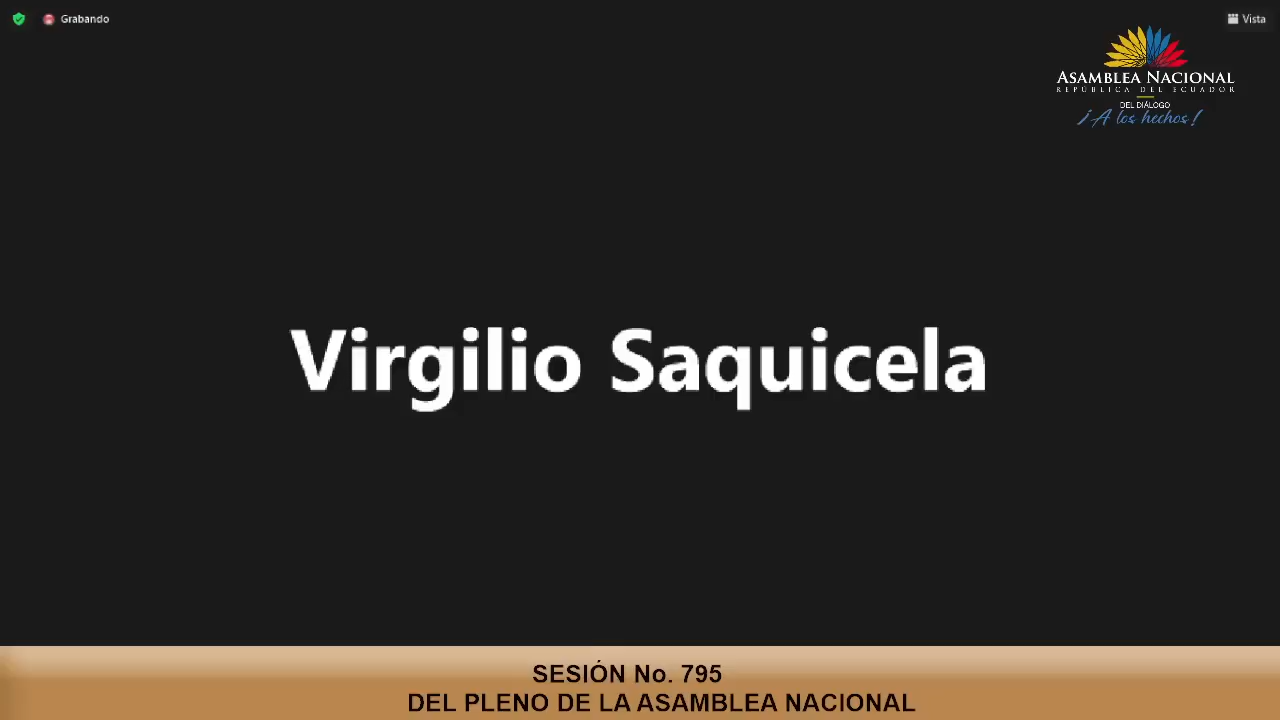 Grabando
Vista
ASAMBLEA NACIONAL
REPÚBLICA DEL ECUADOR
DEL DIÁLOGO
¡A los hechos!
Virgilio Saquicela
SESIÓN No. 795
DEL PLENO DE LA ASAMBLEA NACIONAL